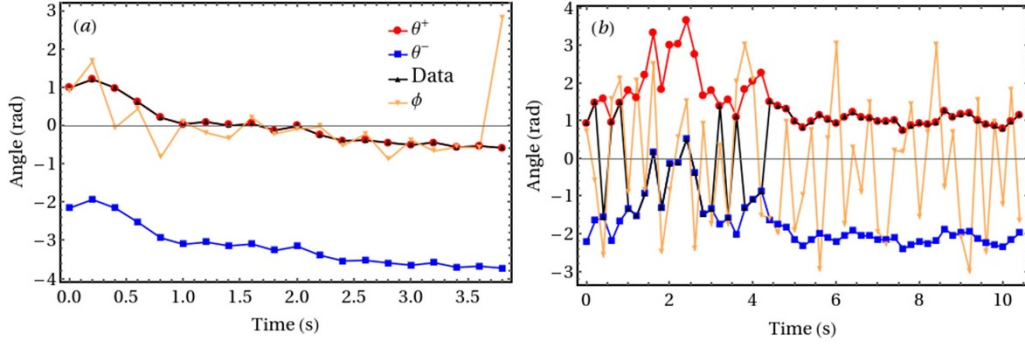 (a)
θ⁺
θ⁻
Data
ϕ
Angle (rad)
3
2
1
0
−1
−2
−3
−4
0.0 0.5 1.0 1.5 2.0 2.5 3.0 3.5
Time (s)
(b)
Angle (rad)
4
3
2
1
0
−1
−2
−3
0 2 4 6 8 10
Time (s)